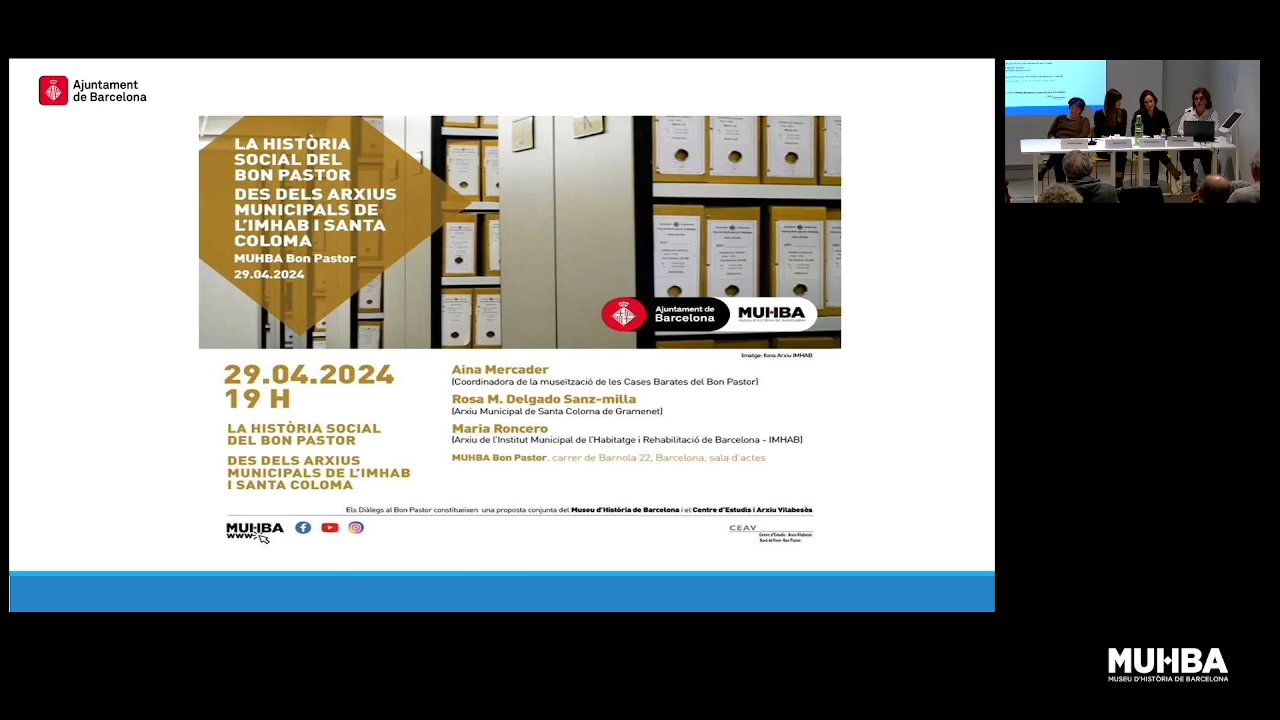 Ajuntament
de Barcelona
LA HISTÒRIA
SOCIAL DEL
BON PASTOR
DES DELS ARXIUS
MUNICIPALS DE
L'IMHAB I SANTA
COLOMA
MUHBA Bon Pastor
29.04.2024
Ajuntament de
Barcelona
MUHBA
MUSEU D'HISTÒRIA DE BARCELONA
Imatge: fons Arxiu IMHAB
29.04.2024
19 H
LA HISTÒRIA SOCIAL
DEL BON PASTOR
DES DELS ARXIUS
MUNICIPALS DE L'IMHAB
I SANTA COLOMA
Aina Mercader
(Coordinadora de la museïtzació de les Cases Barates del Bon Pastor)
Rosa M. Delgado Sanz-milla
(Arxiu Municipal de Santa Coloma de Gramenet)
Maria Roncero
(Arxiu de l'Institut Municipal de l'Habitatge i Rehabilitació de Barcelona - IMHAB)
MUHBA Bon Pastor, carrer de Barnola 22, Barcelona, sala d'actes
Els Diàlegs al Bon Pastor constitueixen una proposta conjunta del Museu d'Història de Barcelona i el Centre d'Estudis i Arxiu Vilabesòs
MUHBA
WWW
CEAV
MUHBA
MUSEU D'HISTÒRIA DE BARCELONA